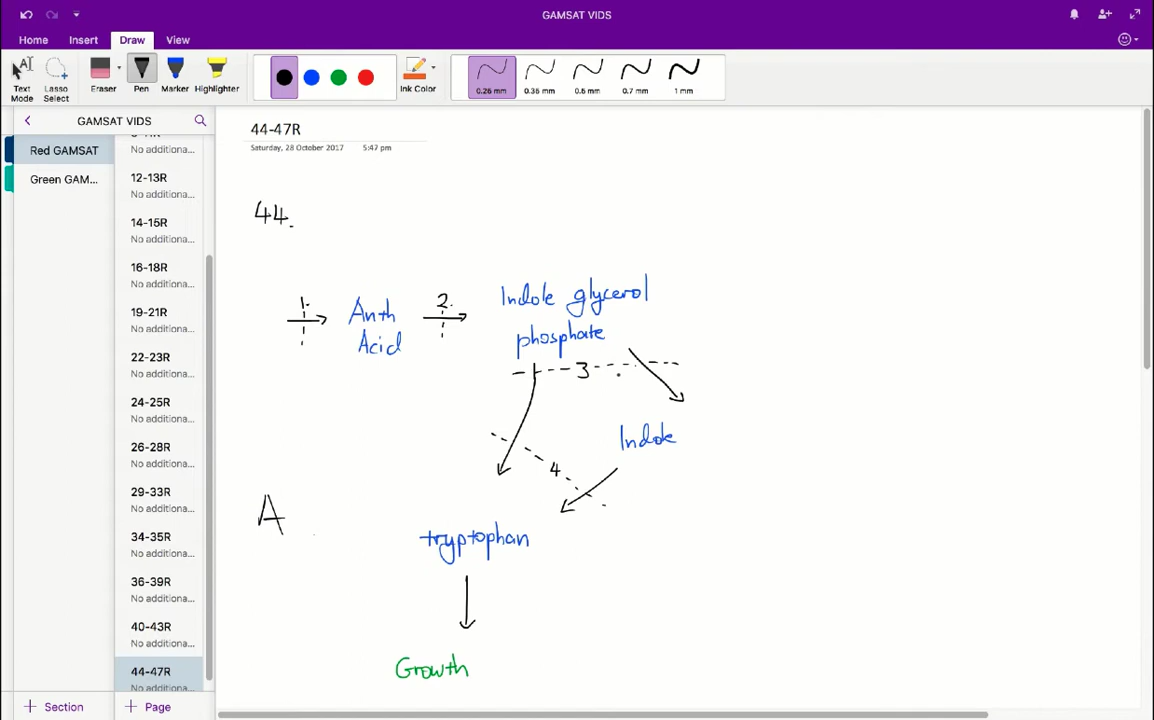 GAMSAT VIDS
Home Insert Draw View
Text Mode
Lasso Select
Eraser
Pen
Marker
Highlighter
Ink Color
0.26 mm
0.36 mm
0.6 mm
0.7 mm
1 mm
GAMSAT VIDS
Red GAMSAT
Green GAM...
No additiona...
12-13R
No additiona...
14-15R
No additiona...
16-18R
No additiona...
19-21R
No additiona...
22-23R
No additiona...
24-25R
No additiona...
26-28R
No additiona...
29-33R
No additiona...
34-35R
No additiona...
36-39R
No additiona...
40-43R
No additiona...
44-47R
No additiona...
+ Section
+ Page
44-47R
Saturday, 28 October 2017 5:47 pm
44.
1.
Anth
Acid
2.
Indole glycerol
phosphate
3
Indole
4
A
tryptophan
Growth